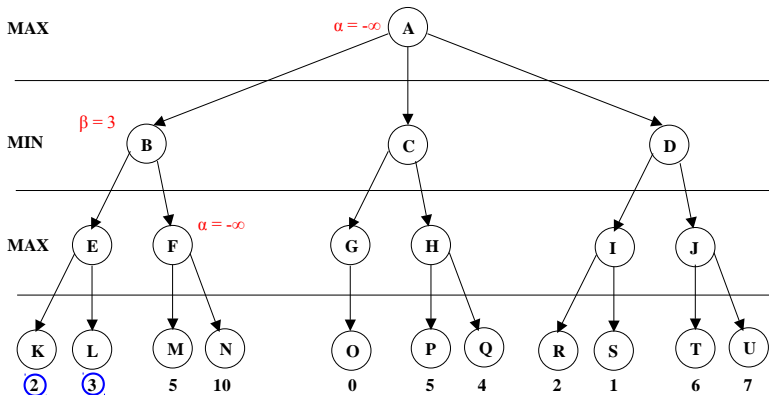 MAX α = -∞ A
β = 3
MIN B C D
α = -∞
MAX E F G H I J
K L M N O P Q R S T U
2 3 5 10 0 5 4 2 1 6 7